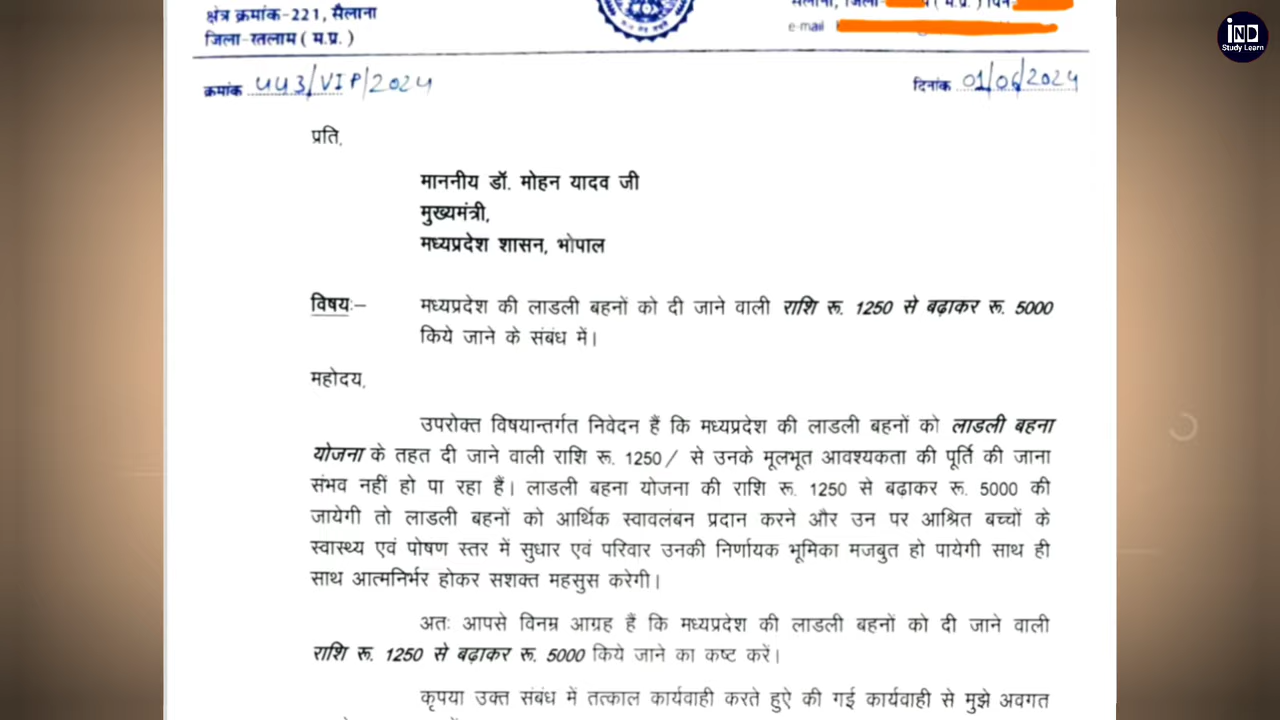 क्षेत्र क्रमांक-221, सैलाना
जिला-रतलाम ( म.प्र. )
e-mail
iND
Study Learn
क्रमांक 443/VIP/2024
दिनांक 01/06/2024
प्रति,
माननीय डॉ. मोहन यादव जी
मुख्यमंत्री,
मध्यप्रदेश शासन, भोपाल
विषयः– मध्यप्रदेश की लाडली बहनों को दी जाने वाली राशि रू. 1250 से बढ़ाकर रू. 5000
किये जाने के संबंध में।
महोदय,
उपरोक्त विषयान्तर्गत निवेदन हैं कि मध्यप्रदेश की लाडली बहनों को लाडली बहना
योजना के तहत दी जाने वाली राशि रू. 1250/ से उनके मूलभूत आवश्यकता की पूर्ति की जाना
संभव नहीं हो पा रहा हैं। लाडली बहना योजना की राशि रू. 1250 से बढ़ाकर रू. 5000 की
जायेगी तो लाडली बहनों को आर्थिक स्वावलंबन प्रदान करने और उन पर आश्रित बच्चों के
स्वास्थ्य एवं पोषण स्तर में सुधार एवं परिवार उनकी निर्णायक भूमिका मजबुत हो पायेगी साथ ही
साथ आत्मनिर्भर होकर सशक्त महसुस करेगी।
अतः आपसे विनम्र आग्रह हैं कि मध्यप्रदेश की लाडली बहनों को दी जाने वाली
राशि रू. 1250 से बढ़ाकर रू. 5000 किये जाने का कष्ट करें।
कृपया उक्त संबंध में तत्काल कार्यवाही करते हुऐ की गई कार्यवाही से मुझे अवगत